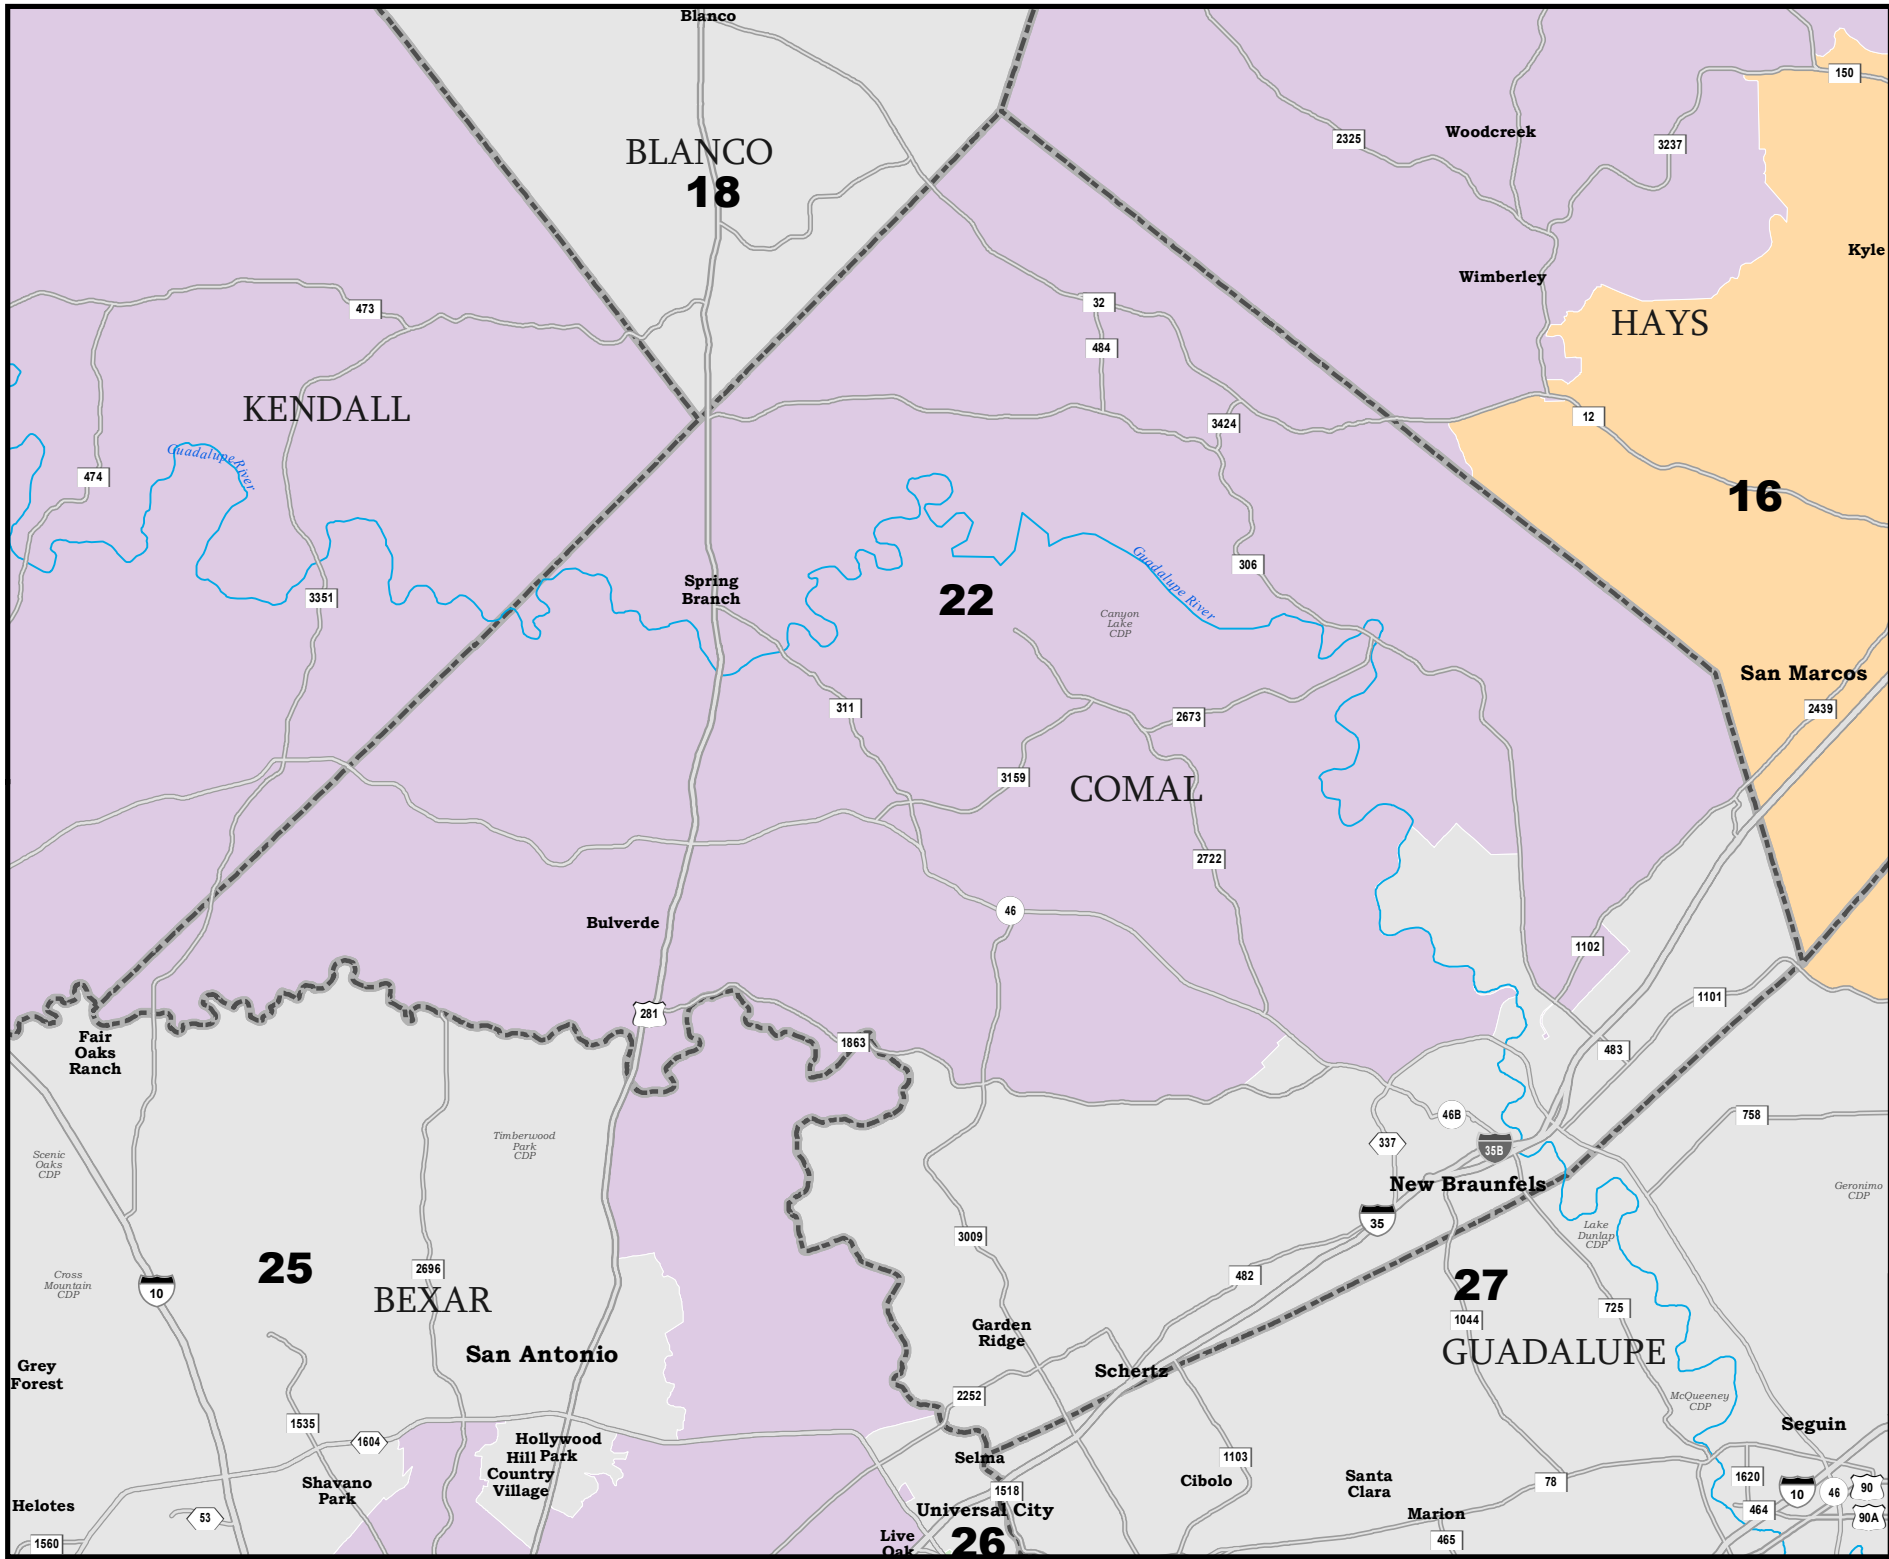 Blanco
BLANCO
18
150
2325
Woodcreek
3237
Kyle
Wimberley
HAYS
473
32
484
KENDALL
3424
12
Guadalupe River
474
16
306
Spring
Branch
3351
22
Guadalupe River
Canyon
Lake
CDP
San Marcos
2439
311
2673
3159
COMAL
2722
46
Bulverde
1102
281
1101
Fair
Oaks
Ranch
1863
483
46B
758
337
35B
Timberwood
Park
CDP
Scenic
Oaks
CDP
New Braunfels
Geronimo
CDP
35
Lake
Dunlap
CDP
3009
25
2696
482
27
Cross
Mountain
CDP
10
BEXAR
725
1044
Garden
Ridge
GUADALUPE
San Antonio
Grey
Forest
Schertz
2252
McQueeney
CDP
Seguin
1535
1604
Hollywood
Park
Hill
Country
Village
Selma
1103
Cibolo
Santa
Clara
78
1620
10
46
90
Shavano
Park
1518
Universal City
Helotes
53
Marion
464
90A
1560
Live
Oak
26
465